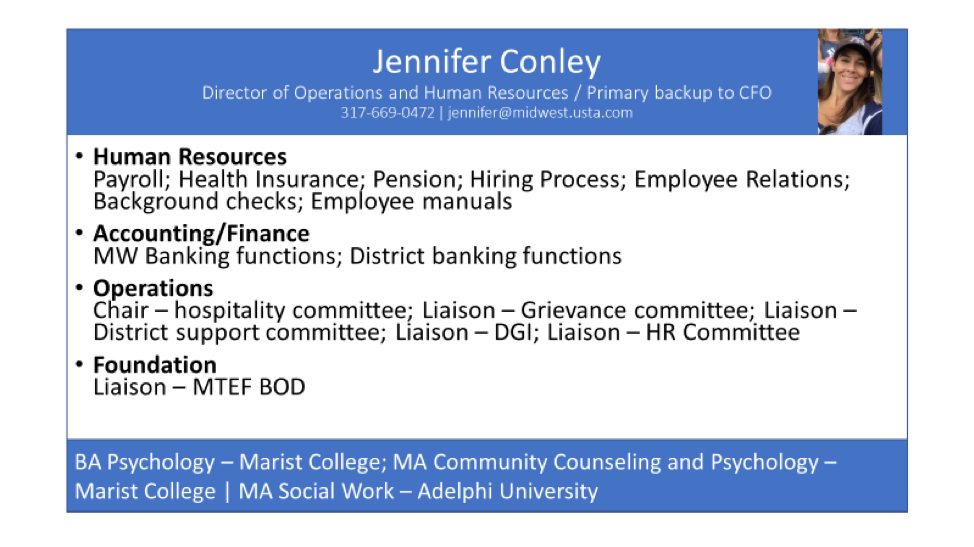 Jennifer Conley
Director of Operations and Human Resources / Primary backup to CFO
317-669-0472 | jennifer@midwest.usta.com
• Human Resources
Payroll; Health Insurance; Pension; Hiring Process; Employee Relations;
Background checks; Employee manuals
• Accounting/Finance
MW Banking functions; District banking functions
• Operations
Chair – hospitality committee; Liaison – Grievance committee; Liaison –
District support committee; Liaison – DGI; Liaison – HR Committee
• Foundation
Liaison – MTEF BOD
BA Psychology – Marist College; MA Community Counseling and Psychology –
Marist College | MA Social Work – Adelphi University